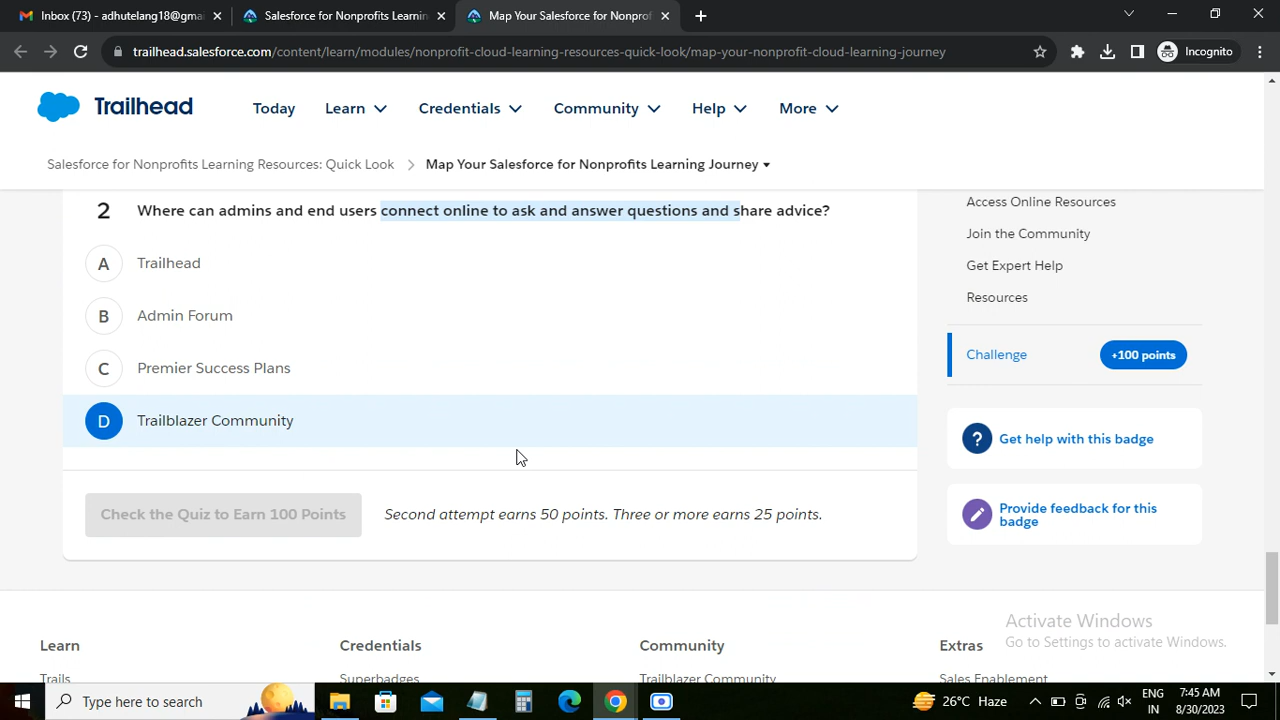 Inbox (73) - adhutelang18@gma
Salesforce for Nonprofits Learnin
Map Your Salesforce for Nonprof
trailhead.salesforce.com/content/learn/modules/nonprofit-cloud-learning-resources-quick-look/map-your-nonprofit-cloud-learning-journey
Incognito
Trailhead
Today
Learn
Credentials
Community
Help
More
Salesforce for Nonprofits Learning Resources: Quick Look
Map Your Salesforce for Nonprofits Learning Journey
2 Where can admins and end users connect online to ask and answer questions and share advice?
A Trailhead
B Admin Forum
C Premier Success Plans
D Trailblazer Community
Check the Quiz to Earn 100 Points
Second attempt earns 50 points. Three or more earns 25 points.
Access Online Resources
Join the Community
Get Expert Help
Resources
Challenge
+100 points
? Get help with this badge
Provide feedback for this
badge
Learn
Credentials
Community
Extras
Trails
Superbadges
Trailblazer Community
Sales Enablement
Activate Windows
Go to Settings to activate Windows.
Type here to search
26°C Haze
ENG
IN
7:45 AM
8/30/2023